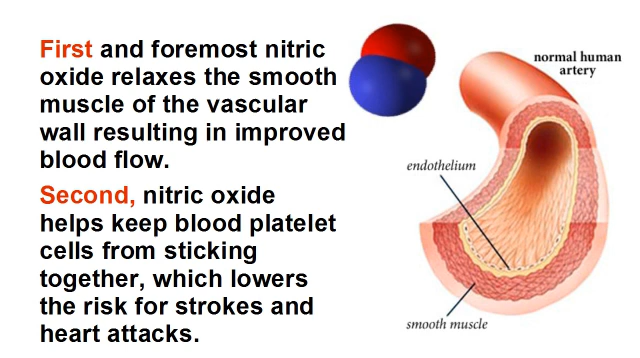 First and foremost nitric
oxide relaxes the smooth
muscle of the vascular
wall resulting in improved
blood flow.
Second, nitric oxide
helps keep blood platelet
cells from sticking
together, which lowers
the risk for strokes and
heart attacks.
normal human
artery
endothelium
smooth muscle